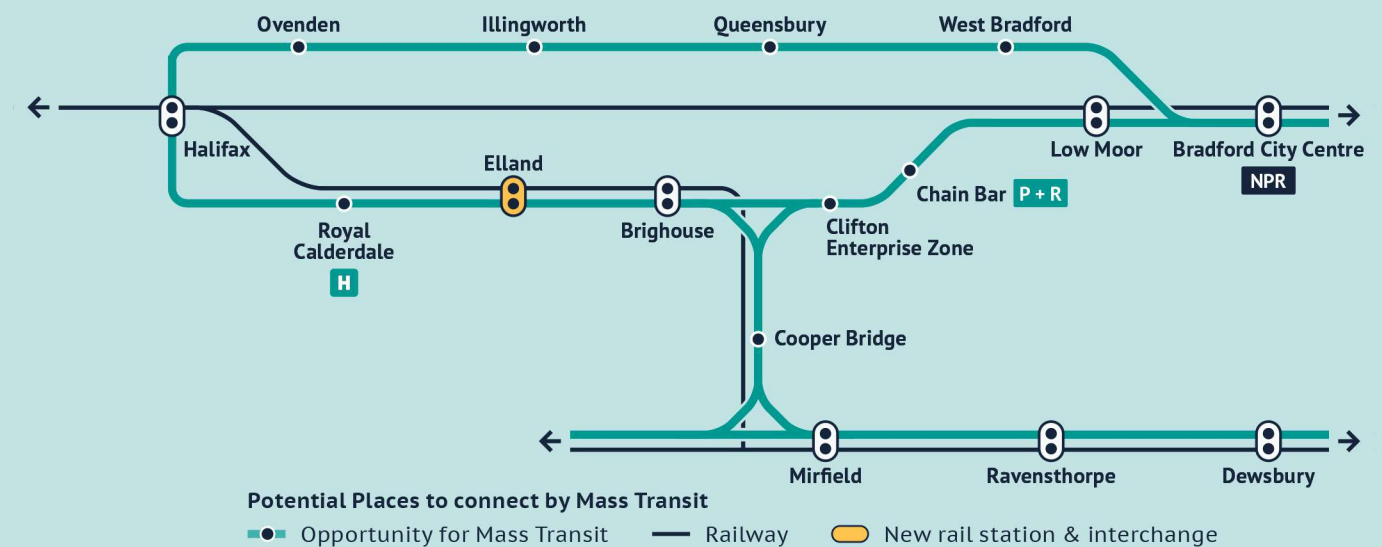 Ovenden
Illingworth
Queensbury
West Bradford
Halifax
Low Moor
Bradford City Centre
NPR
Elland
Chain Bar P + R
Royal
Calderdale
H
Brighouse
Clifton
Enterprise Zone
Cooper Bridge
Mirfield
Ravensthorpe
Dewsbury
Potential Places to connect by Mass Transit
Opportunity for Mass Transit
Railway
New rail station & interchange